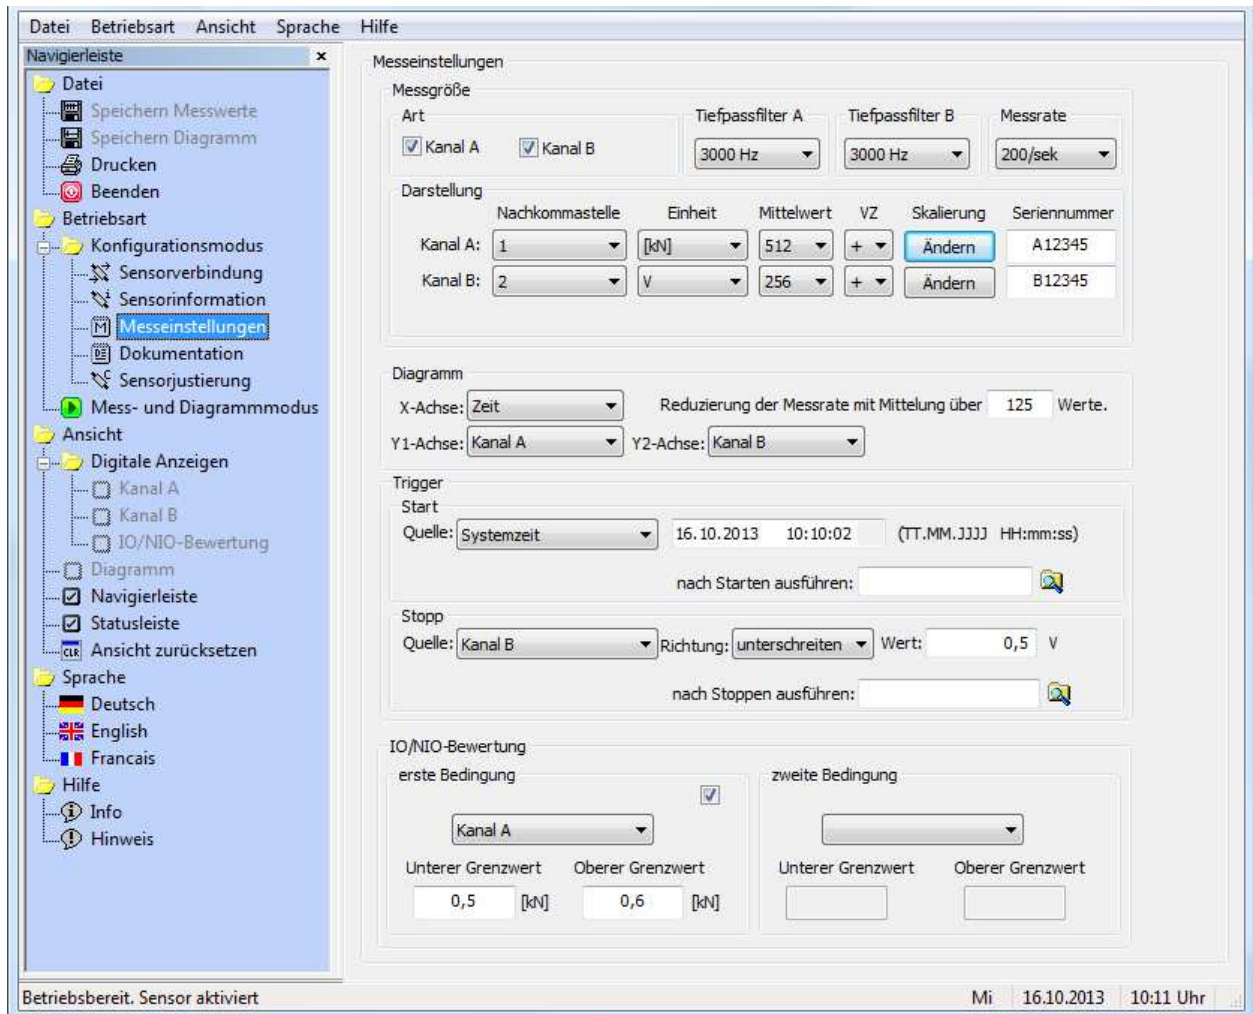 Datei Betriebsart Ansicht Sprache Hilfe
Navigierleiste x
Datei
Speichern Messwerte
Speichern Diagramm
Drucken
Beenden
Betriebsart
Konfigurationsmodus
Sensorverbindung
Sensorinformation
Messeinstellungen
Dokumentation
Sensorjustierung
Mess- und Diagrammmodus
Ansicht
Digitale Anzeigen
Kanal A
Kanal B
IO/NIO-Bewertung
Diagramm
Navigierleiste
Statusleiste
CLR Ansicht zurücksetzen
Sprache
Deutsch
English
Francais
Hilfe
Info
Hinweis
Messeinstellungen
Messgröße
Art Tiefpassfilter A Tiefpassfilter B Messrate
Kanal A Kanal B 3000 Hz 3000 Hz 200/sek
Darstellung
Nachkommastelle Einheit Mittelwert VZ Skalierung Seriennummer
Kanal A: 1 [kN] 512 + Ändern A12345
Kanal B: 2 V 256 + Ändern B12345
Diagramm
X-Achse: Zeit Reduzierung der Messrate mit Mittelung über 125 Werte.
Y1-Achse: Kanal A Y2-Achse: Kanal B
Trigger
Start
Quelle: Systemzeit 16.10.2013 10:10:02 (TT.MM.JJJJ HH:mm:ss)
nach Starten ausführen:
Stopp
Quelle: Kanal B Richtung: unterschreiten Wert: 0,5 V
nach Stoppen ausführen:
IO/NIO-Bewertung
erste Bedingung zweite Bedingung
Kanal A
Unterer Grenzwert Oberer Grenzwert Unterer Grenzwert Oberer Grenzwert
0,5 [kN] 0,6 [kN]
Betriebsbereit. Sensor aktiviert Mi 16.10.2013 10:11 Uhr